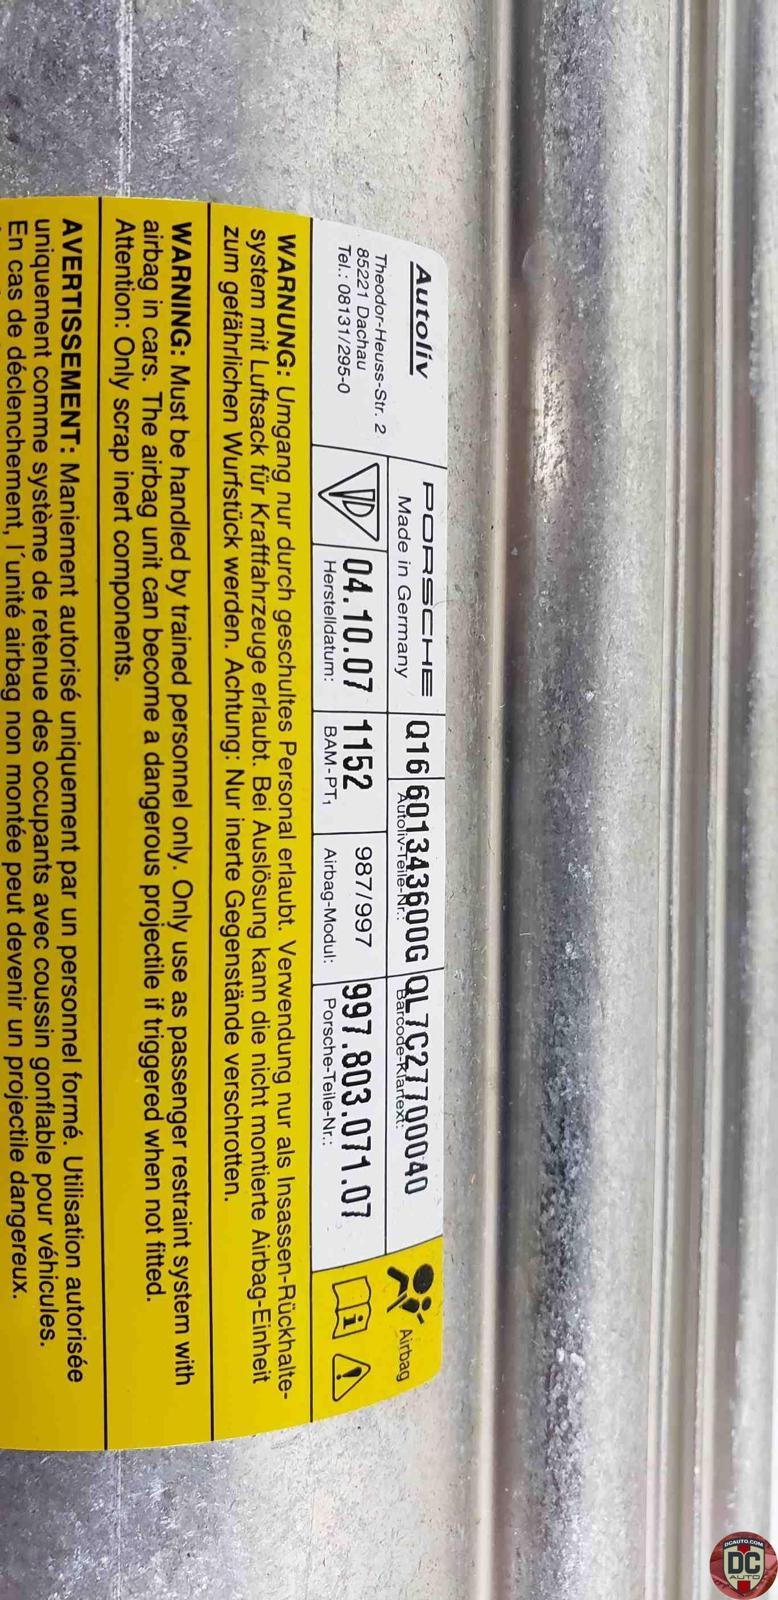 Autoliv
Theodor-Heuss-Str. 2
85221 Dachau
Tel.: 08131/295-0
PORSCHE
Made in Germany
Q16
601343600G
Autoliv-Teile-Nr.:
QL7C27700040
Barcode-Klartext:
04.10.07
Herstelldatum:
1152
BAM-PT₁
987/997
Airbag-Modul:
997.803.071.07
Porsche-Teile-Nr.:
Airbag
WARNUNG: Umgang nur durch geschultes Personal erlaubt. Verwendung nur als Insassen-Rückhalte-
system mit Luftsack für Kraftfahrzeuge erlaubt. Bei Auslösung kann die nicht montierte Airbag-Einheit
zum gefährlichen Wurfstück werden. Achtung: Nur inerte Gegenstände verschrotten.
WARNING: Must be handled by trained personnel only. Only use as passenger restraint system with
airbag in cars. The airbag unit can become a dangerous projectile if triggered when not fitted.
Attention: Only scrap inert components.
AVERTISSEMENT: Maniement autorisé uniquement par un personnel formé. Utilisation autorisée
uniquement comme système de retenue des occupants avec coussin gonflable pour véhicules.
En cas de déclenchement, l'unité airbag non montée peut devenir un projectile dangereux.
DCAUTO.COM
DC
AUTO